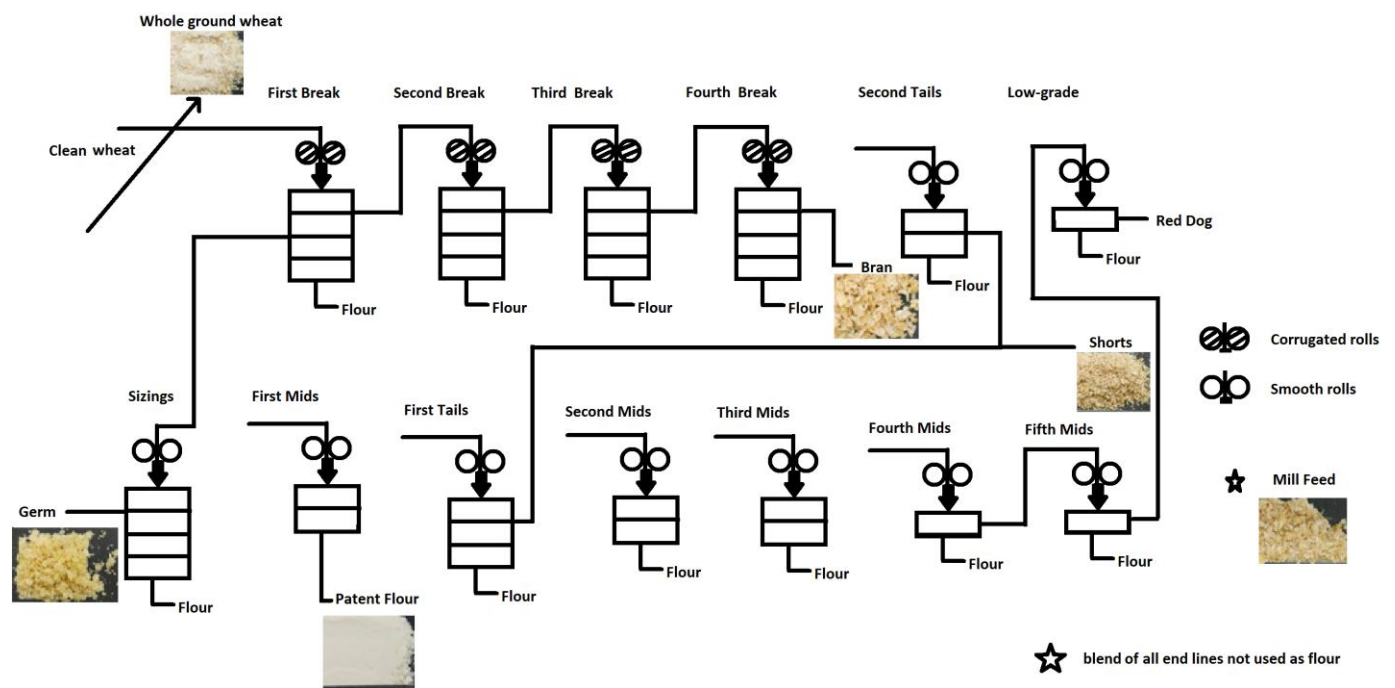 Whole ground wheat
First Break
Second Break
Third Break
Fourth Break
Second Tails
Low-grade
Clean wheat
Red Dog
Flour
Bran
Flour
Flour
Flour
Flour
Flour
Shorts
Corrugated rolls
Smooth rolls
Sizings
First Mids
First Tails
Second Mids
Third Mids
Fourth Mids
Fifth Mids
Mill Feed
Germ
Flour
Patent Flour
Flour
Flour
Flour
Flour
Flour
blend of all end lines not used as flour